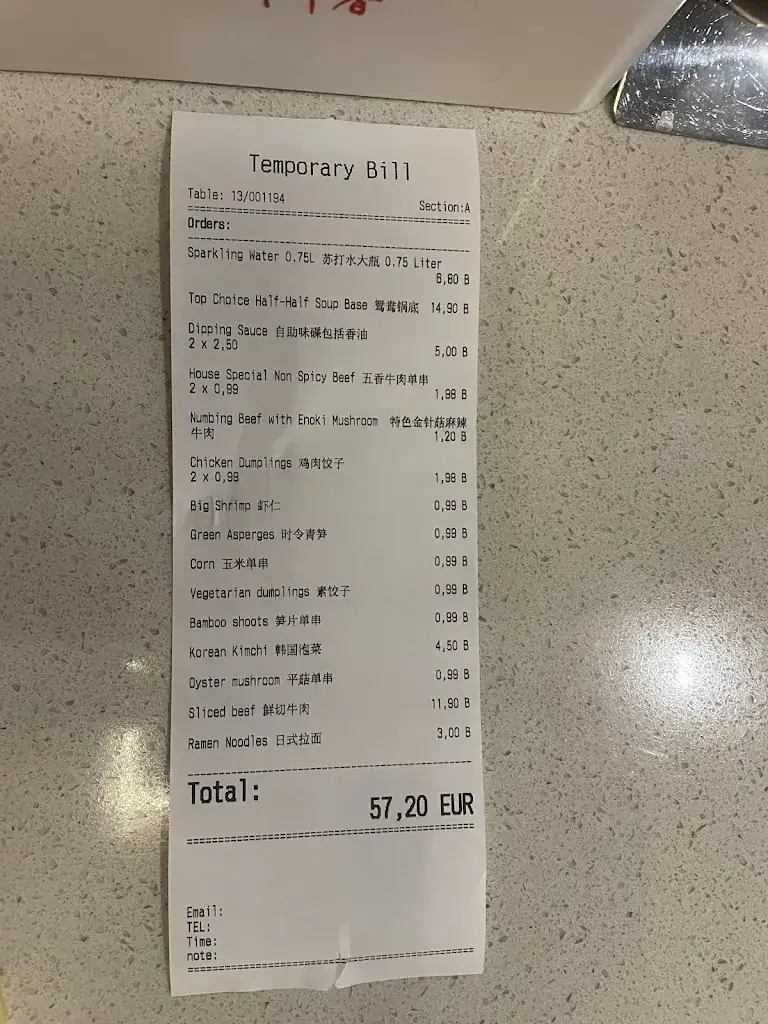 Temporary Bill
Table: 13/001194
Section:A
Orders:
Sparkling Water 0.75L 苏打水大瓶 0.75 Liter
6,80 B
Top Choice Half-Half Soup Base 鸳鸯锅底 14,90 B
Dipping Sauce 自助味碟包括香油
2 x 2,50 5,00 B
House Special Non Spicy Beef 五香牛肉单串
2 x 0,99 1,98 B
Numbing Beef with Enoki Mushroom 特色金针菇麻辣
牛肉 1,20 B
Chicken Dumplings 鸡肉饺子
2 x 0,99 1,98 B
Big Shrimp 虾仁 0,99 B
Green Asperges 时令青笋 0,99 B
Corn 玉米单串 0,99 B
Vegetarian dumplings 素饺子 0,99 B
Bamboo shoots 笋片单串 0,99 B
Korean Kimchi 韩国泡菜 4,50 B
Oyster mushroom 平菇单串 0,99 B
Sliced beef 鲜切牛肉 11,90 B
Ramen Noodles 日式拉面 3,00 B
Total:
57,20 EUR
Email:
TEL:
Time:
note: